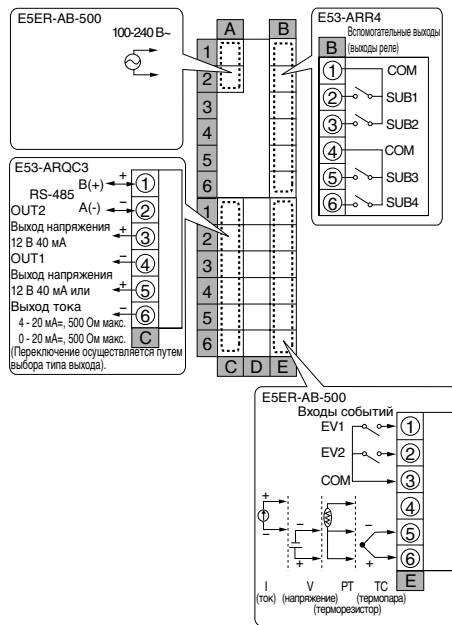 E5ER-AB-500
100-240 В~
A
B
1
2
3
4
5
6
1
2
3
4
5
6
C D E
E53-ARR4
Вспомогательные выходы
(выходы реле)
B
1 COM
2 SUB1
3 SUB2
4 COM
5 SUB3
6 SUB4
E53-ARQC3
RS-485
B(+) + 1
A(-) − 2
OUT2
Выход напряжения
12 В 40 мА
+ 3
− 4
OUT1
Выход напряжения
12 В 40 мА или
+ 5
Выход тока
− 6
4 - 20 мА=, 500 Ом макс.
0 - 20 мА=, 500 Ом макс.
C
(Переключение осуществляется путем
выбора типа выхода).
E5ER-AB-500
Входы событий
EV1 1
EV2 2
COM 3
4
5
6
+ −
− +
− +
I V PT TC
E
(ток) (напряжение) (термопара)
(терморезистор)